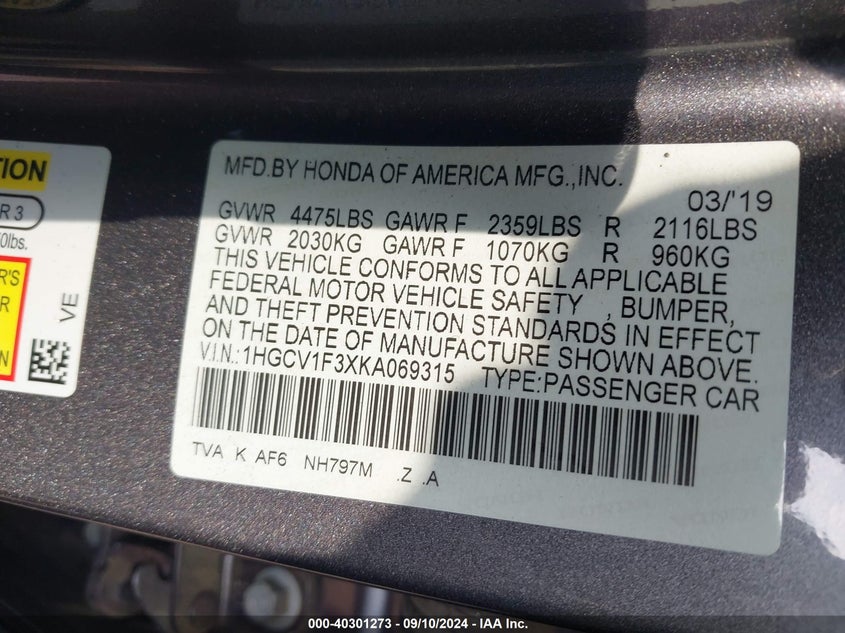 MFD.BY HONDA OF AMERICA MFG.,INC.
03/'19
GVWR 4475LBS GAWR F 2359LBS R 2116LBS
GVWR 2030KG GAWR F 1070KG R 960KG
THIS VEHICLE CONFORMS TO ALL APPLICABLE
FEDERAL MOTOR VEHICLE SAFETY , BUMPER,
AND THEFT PREVENTION STANDARDS IN EFFECT
ON THE DATE OF MANUFACTURE SHOWN ABOVE.
V.I.N.:1HGCV1F3XKA069315 TYPE:PASSENGER CAR
TVA K AF6 NH797M .Z .A
R 3
VE
000-40301273 - 09/10/2024 - IAA Inc.